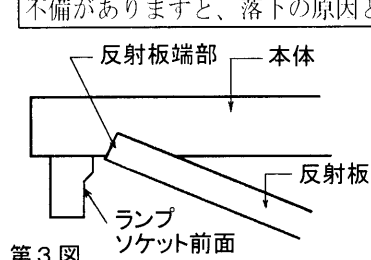 不備がありますと、落下の原因と
反射板端部
本体
反射板
ランプ
ソケット前面
第3図